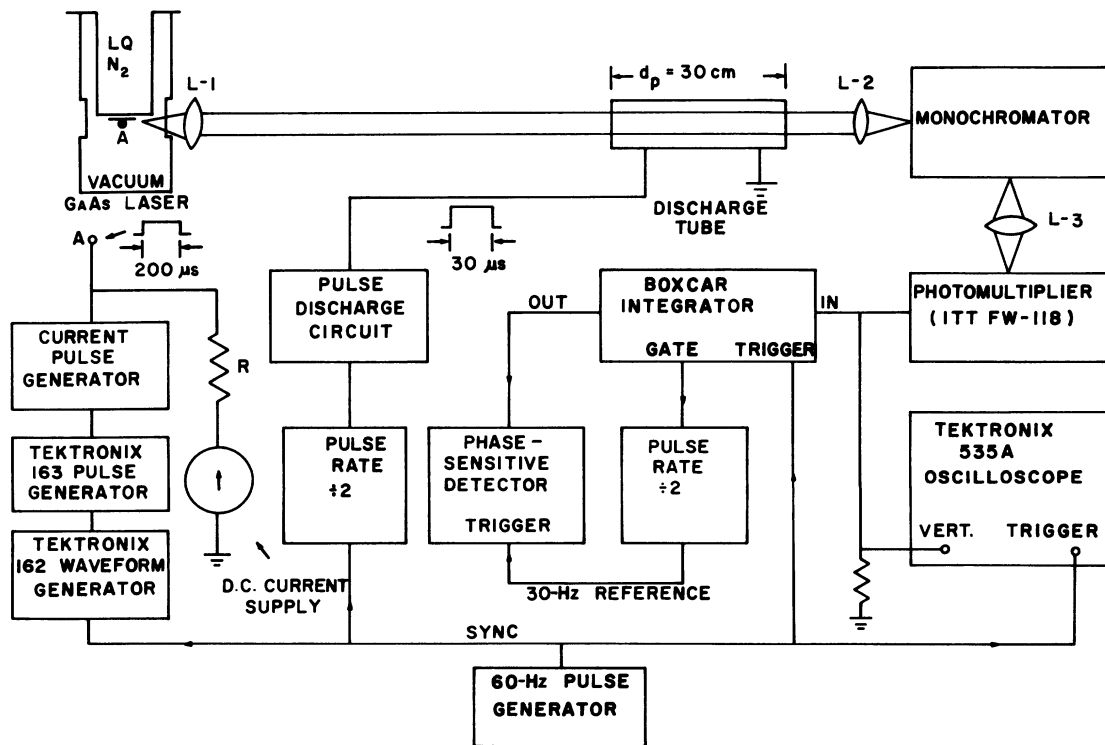 LQ
N2
L-1
A
VACUUM
GaAs LASER
dp = 30 cm
L-2
DISCHARGE
TUBE
MONOCHROMATOR
L-3
A
200 µs
30 µs
CURRENT
PULSE
GENERATOR
R
TEKTRONIX
163 PULSE
GENERATOR
TEKTRONIX
162 WAVEFORM
GENERATOR
D.C. CURRENT
SUPPLY
PULSE
DISCHARGE
CIRCUIT
PULSE
RATE
÷2
OUT
BOXCAR
INTEGRATOR
GATE
TRIGGER
IN
PHOTOMULTIPLIER
(ITT FW-118)
PHASE-
SENSITIVE
DETECTOR
TRIGGER
PULSE
RATE
÷2
30-HZ REFERENCE
TEKTRONIX
535A
OSCILLOSCOPE
VERT.
TRIGGER
SYNC
60-HZ PULSE
GENERATOR